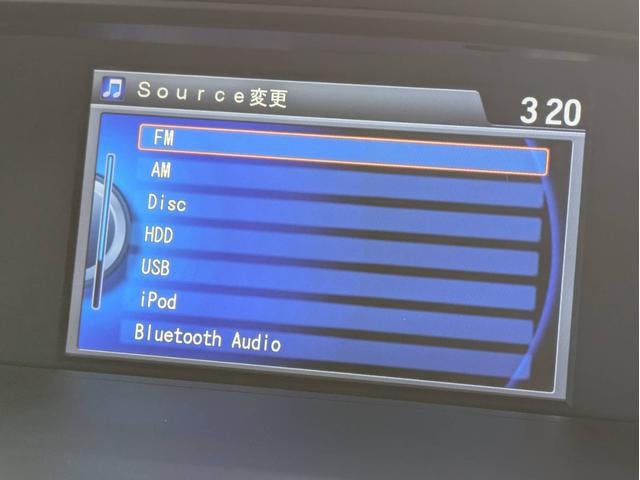 Source変更
3 20
FM
AM
Disc
HDD
USB
iPod
Bluetooth Audio